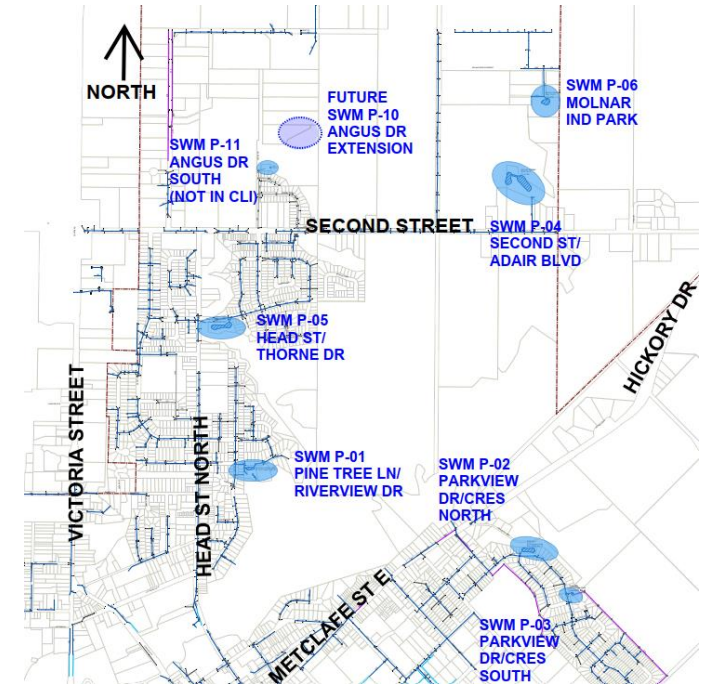 NORTH
FUTURE
SWM P-10
ANGUS DR
EXTENSION
SWM P-06
MOLNAR
IND PARK
SWM P-11
ANGUS DR
SOUTH
(NOT IN CLI)
SECOND STREET
SWM P-04
SECOND ST/
ADAIR BLVD
SWM P-05
HEAD ST/
THORNE DR
HICKORY DR
VICTORIA STREET
HEAD ST NORTH
SWM P-01
PINE TREE LN/
RIVERVIEW DR
SWM P-02
PARKVIEW
DR/CRES
NORTH
METCLAFE ST E
SWM P-03
PARKVIEW
DR/CRES
SOUTH